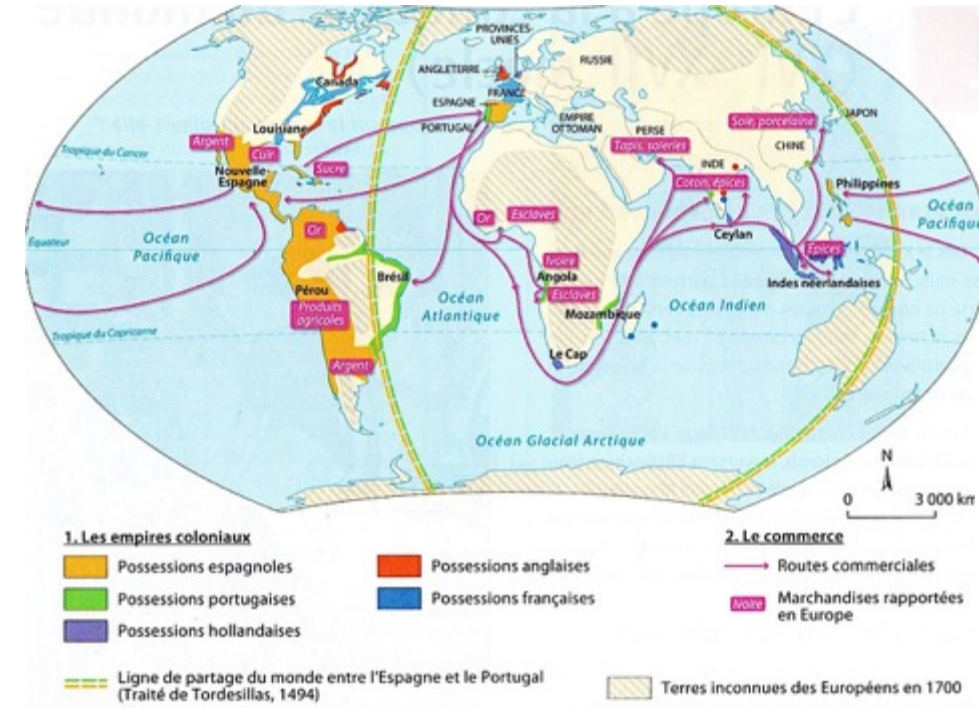 PROVINCES-
UNIES
RUSSIE
ANGLETERRE
Canada
FRANCE
ESPAGNE
EMPIRE
OTTOMAN
PORTUGAL
PERSE
Tapis, soieries
Soie, porcelaine
JAPON
CHINE
Louisiane
Argent
Cuir
Tropique du Cancer
Nouvelle-
Espagne
Sucre
INDE
Coton, épices
Philippines
Or
Esclaves
Océan
Pacifique
Équateur
Océan
Pacifique
Or
Ceylan
Épices
Ivoire
Angola
Esclaves
Brésil
Indes néerlandaises
Pérou
Produits
agricoles
Océan
Atlantique
Mozambique
Océan Indien
Tropique du Capricorne
Le Cap
Argent
Océan Glacial Arctique
N
0 3 000 km
1. Les empires coloniaux
Possessions espagnoles
Possessions portugaises
Possessions hollandaises
Possessions anglaises
Possessions françaises
2. Le commerce
Routes commerciales
Ivoire
Marchandises rapportées
en Europe
Ligne de partage du monde entre l'Espagne et le Portugal
(Traité de Tordesillas, 1494)
Terres inconnues des Européens en 1700